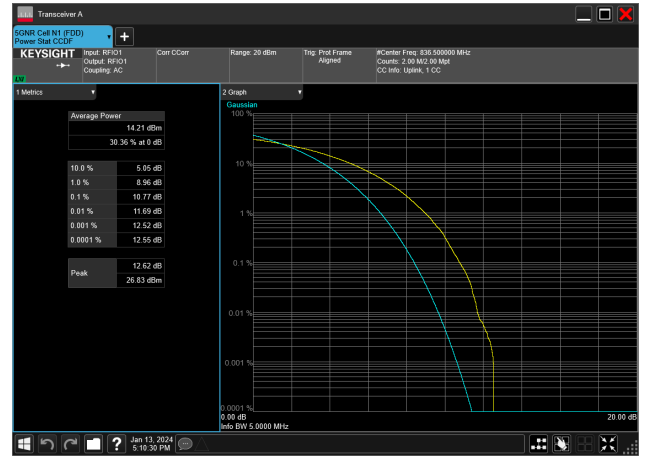 Transceiver A
5GNR Cell N1 (FDD)
Power Stat CCDF
KEYSIGHT
Input: RFIO1
Output: RFIO1
Coupling: AC
Corr CCorr
Range: 20 dBm
Trig: Prot Frame
Aligned
#Center Freq: 836.500000 MHz
Counts: 2.00 M/2.00 Mpt
CC Info: Uplink, 1 CC
LXI
1 Metrics
Average Power
14.21 dBm
30.36 % at 0 dB
10.0 % 5.05 dB
1.0 % 8.96 dB
0.1 % 10.77 dB
0.01 % 11.69 dB
0.001 % 12.52 dB
0.0001 % 12.55 dB
Peak 12.62 dB
26.83 dBm
2 Graph
Gaussian
100 %
10 %
1 %
0.1 %
0.01 %
0.001 %
0.0001 %
0.00 dB 20.00 dB
Info BW 5.0000 MHz
Jan 13, 2024
5:10:30 PM